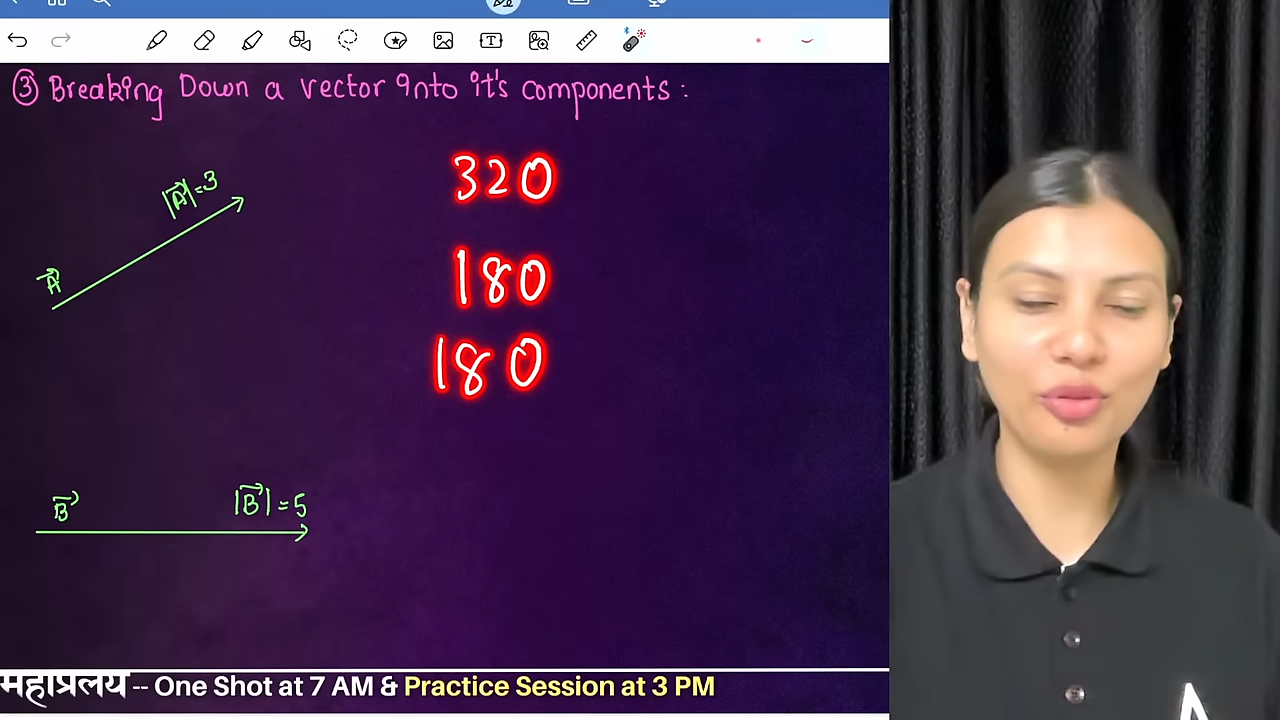 ③ Breaking Down a vector into it's components :
|A⃗|=3
320
A⃗
180
180
B⃗
|B⃗| = 5
महाप्रलय -- One Shot at 7 AM & Practice Session at 3 PM